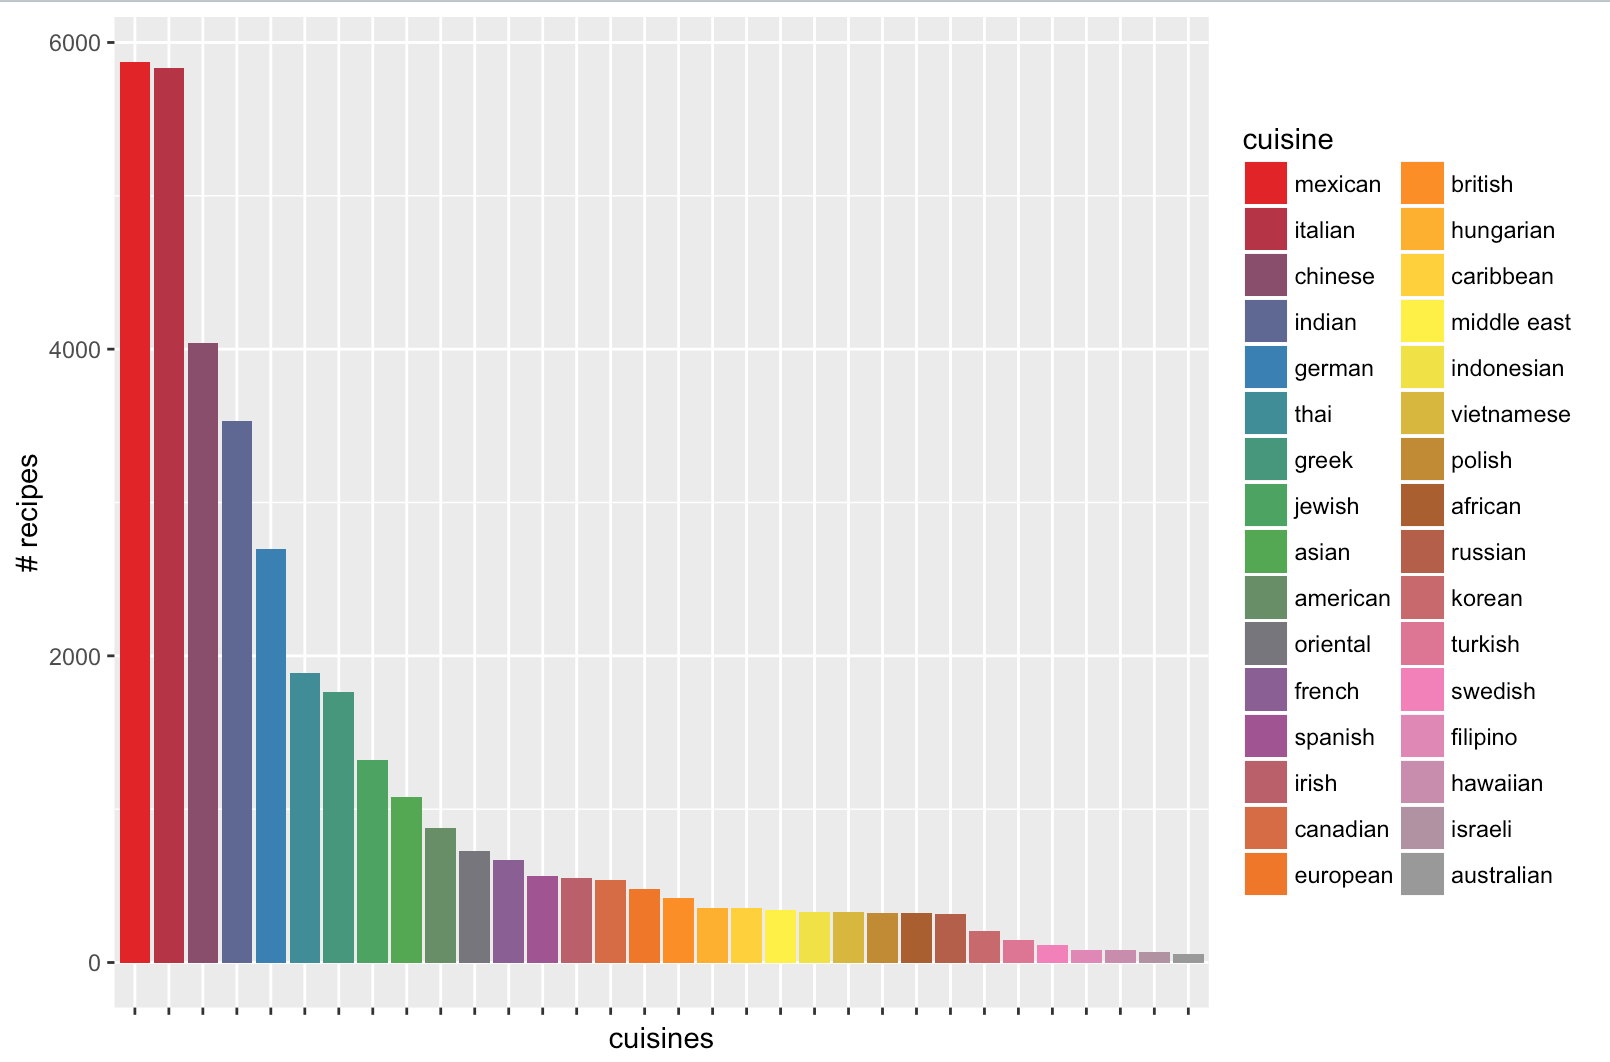 6000
4000
2000
0
# recipes
cuisines
cuisine
mexican
italian
chinese
indian
german
thai
greek
jewish
asian
american
oriental
french
spanish
irish
canadian
european
british
hungarian
caribbean
middle east
indonesian
vietnamese
polish
african
russian
korean
turkish
swedish
filipino
hawaiian
israeli
australian